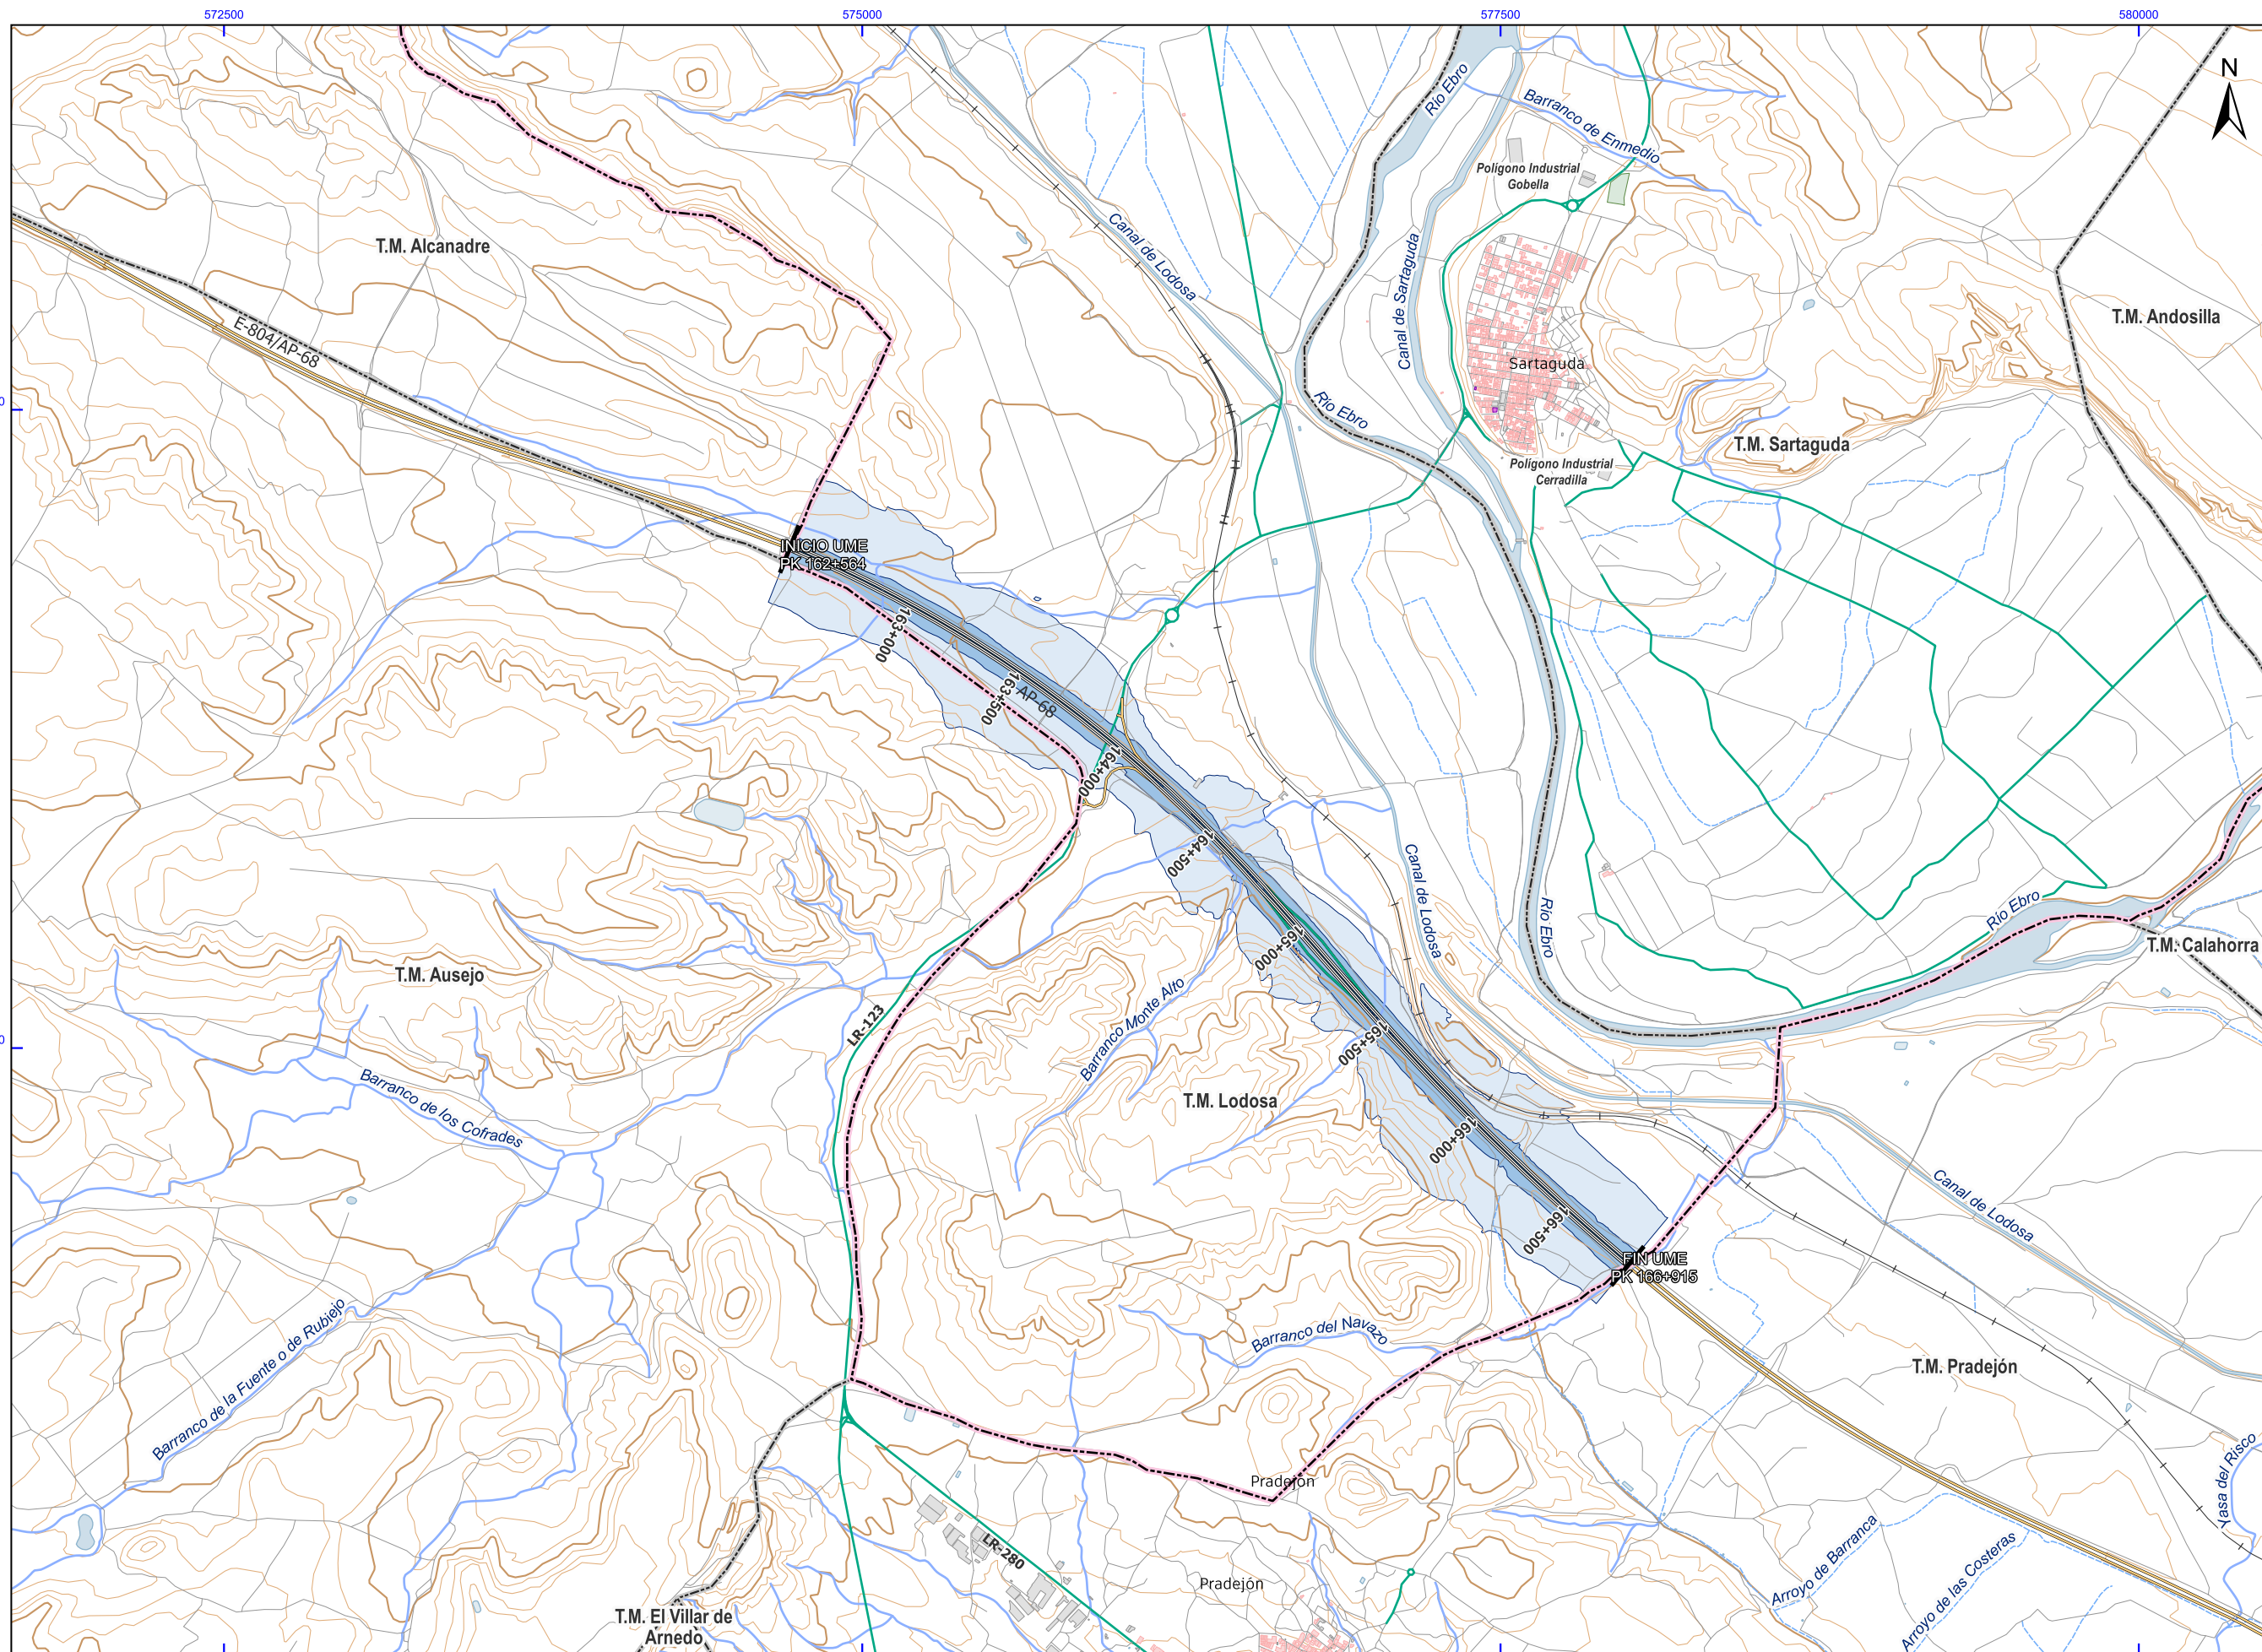 572500
575000
577500
580000
N
Río Ebro
Barranco de Enmedio
Polígono Industrial
Gobella
Canal de Lodosa
T.M. Alcanadre
Canal de Sartaguda
T.M. Andosilla
E-804/AP-68
Sartaguda
Río Ebro
T.M. Sartaguda
Polígono Industrial
Cerradilla
INICIO UME
PK 162+564
163+000
163+500
AP-68
164+000
164+500
Canal de Lodosa
165+000
Río Ebro
Río Ebro
T.M. Calahorra
T.M. Ausejo
LR-123
Barranco Monte Alto
165+500
Barranco de los Cofrades
T.M. Lodosa
166+000
Canal de Lodosa
166+500
FIN UME
PK 166+915
Barranco de la Fuente o de Rubiejo
Barranco del Navazo
T.M. Pradejón
Pradejón
Yasa del Risco
LR-280
Arroyo de Barranca
Arroyo de las Costeras
Pradejón
T.M. El Villar de
Arnedo
0
0